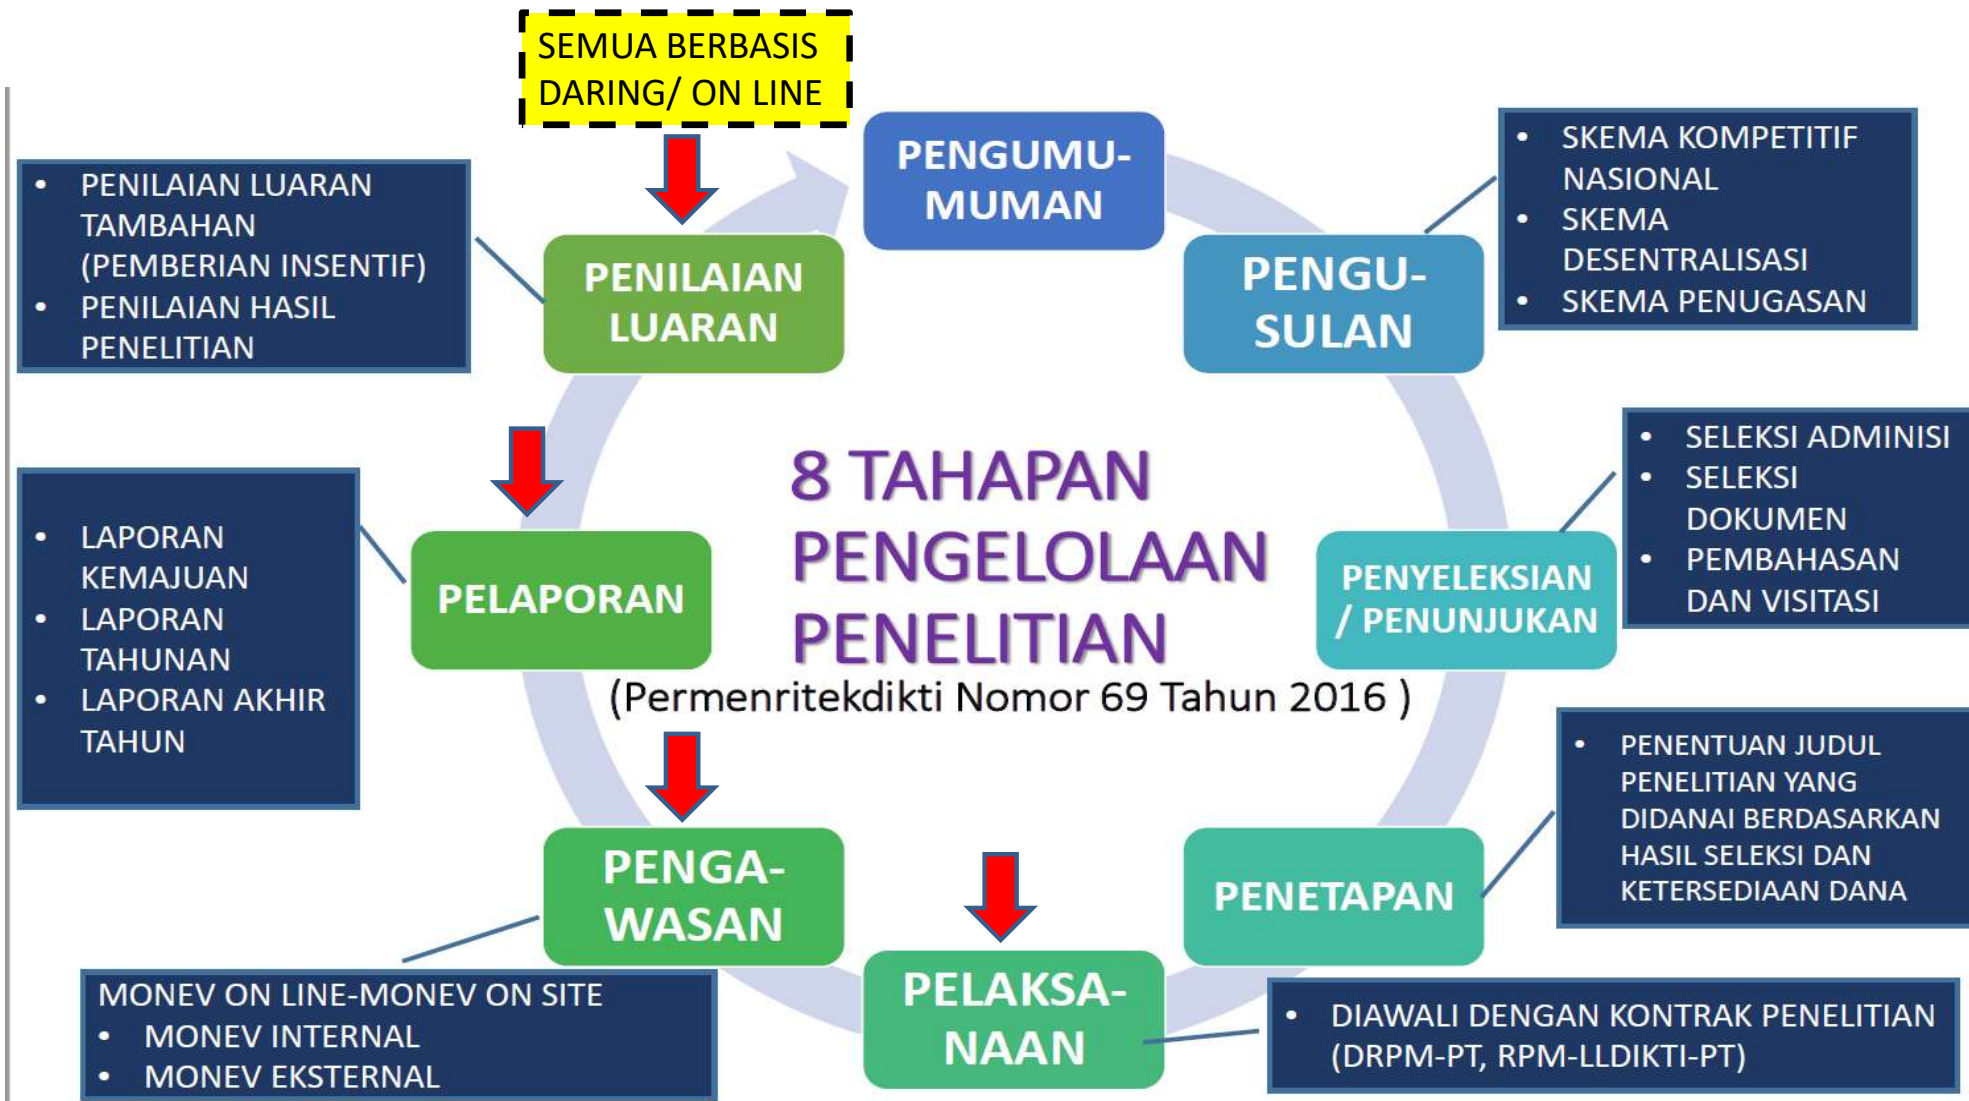 SEMUA BERBASIS
DARING/ ON LINE
PENGUMU-
MUMAN
• SKEMA KOMPETITIF
NASIONAL
• SKEMA
DESENTRALISASI
• SKEMA PENUGASAN
PENGU-
SULAN
• SELEKSI ADMINISI
• SELEKSI
DOKUMEN
• PEMBAHASAN
DAN VISITASI
PENYELEKSIAN
/ PENUNJUKAN
• PENENTUAN JUDUL
PENELITIAN YANG
DIDANAI BERDASARKAN
HASIL SELEKSI DAN
KETERSEDIAAN DANA
PENETAPAN
• DIAWALI DENGAN KONTRAK PENELITIAN
(DRPM-PT, RPM-LLDIKTI-PT)
PELAKSA-
NAAN
PENGA-
WASAN
MONEV ON LINE-MONEV ON SITE
• MONEV INTERNAL
• MONEV EKSTERNAL
PELAPORAN
• LAPORAN
KEMAJUAN
• LAPORAN
TAHUNAN
• LAPORAN AKHIR
TAHUN
PENILAIAN
LUARAN
• PENILAIAN LUARAN
TAMBAHAN
(PEMBERIAN INSENTIF)
• PENILAIAN HASIL
PENELITIAN
8 TAHAPAN
PENGELOLAAN
PENELITIAN
(Permenritekdikti Nomor 69 Tahun 2016 )